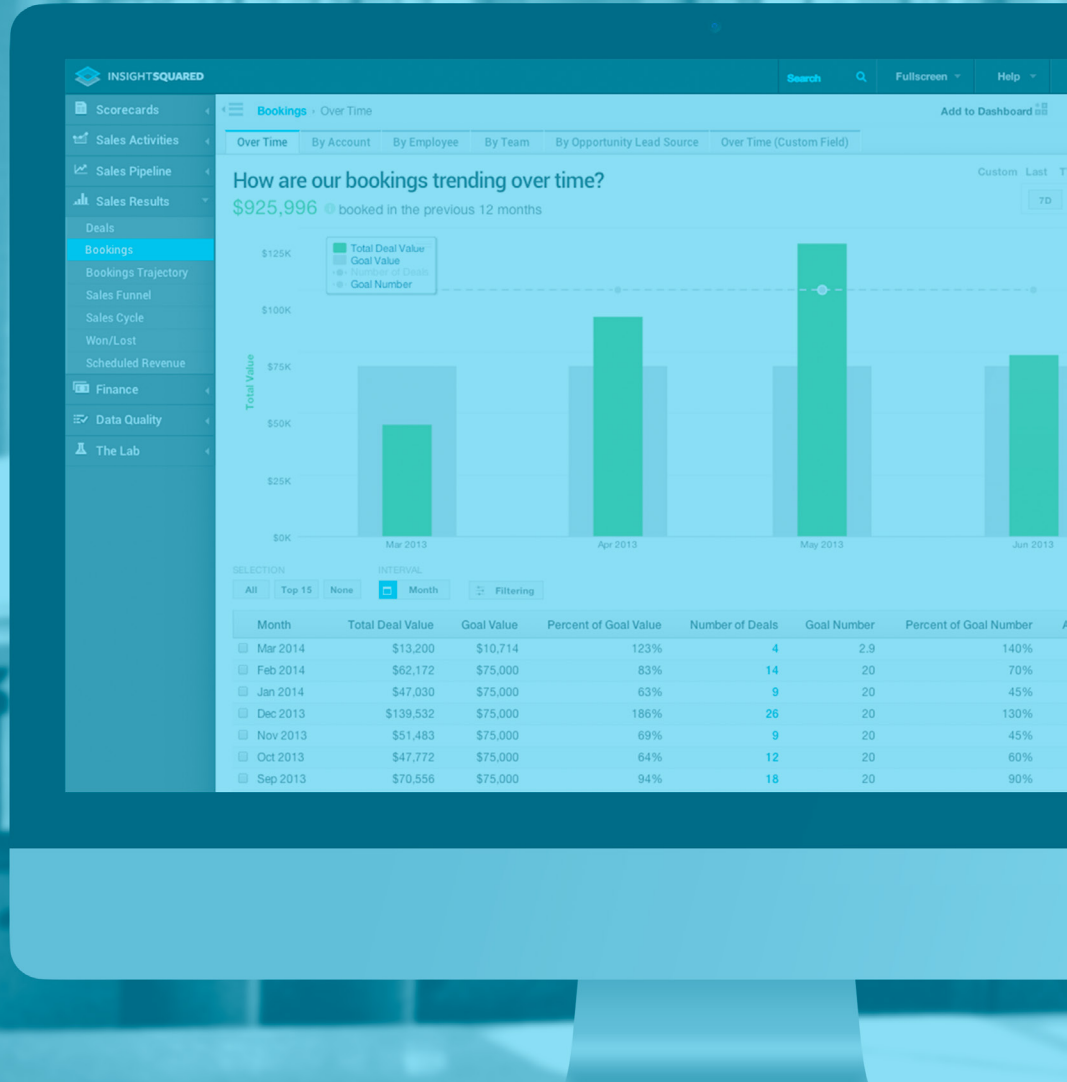 INSIGHTSQUARED
Search Fullscreen Help
Scorecards
Sales Activities
Sales Pipeline
Sales Results
Deals
Bookings
Bookings Trajectory
Sales Funnel
Sales Cycle
Won/Lost
Scheduled Revenue
Finance
Data Quality
The Lab
Bookings Over Time Add to Dashboard
Over Time By Account By Employee By Team By Opportunity Lead Source Over Time (Custom Field)
How are our bookings trending over time?
Custom Last
$925,996 booked in the previous 12 months
7D
Total Deal Value
Goal Value
Number of Deals
Goal Number
$125K
$100K
$75K
$50K
$25K
$0K
Total Value
Mar 2013 Apr 2013 May 2013 Jun 2013
SELECTION INTERVAL
All Top 15 None Month Filtering
Month Total Deal Value Goal Value Percent of Goal Value Number of Deals Goal Number Percent of Goal Number
Mar 2014 $13,200 $10,714 123% 4 2.9 140%
Feb 2014 $62,172 $75,000 83% 14 20 70%
Jan 2014 $47,030 $75,000 63% 9 20 45%
Dec 2013 $139,532 $75,000 186% 26 20 130%
Nov 2013 $51,483 $75,000 69% 9 20 45%
Oct 2013 $47,772 $75,000 64% 12 20 60%
Sep 2013 $70,556 $75,000 94% 18 20 90%